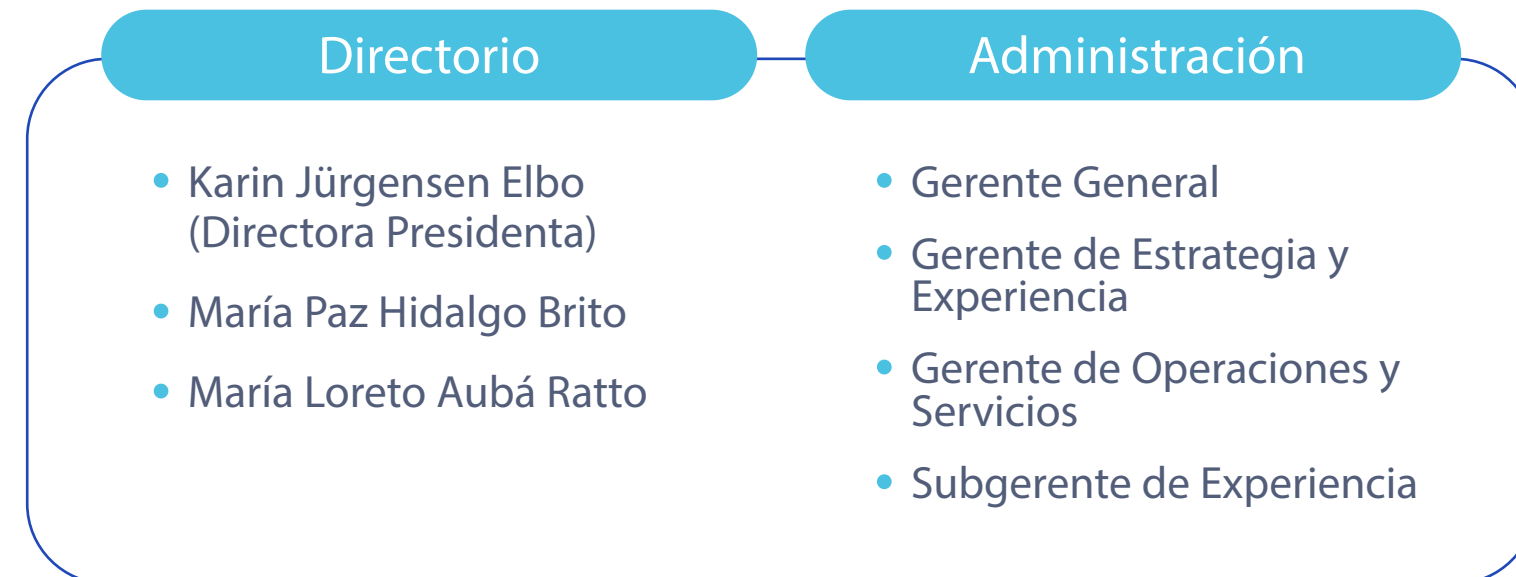 Directorio
Karin Jürgensen Elbo
(Directora Presidenta)
María Paz Hidalgo Brito
María Loreto Aubá Ratto
Administración
Gerente General
Gerente de Estrategia y
Experiencia
Gerente de Operaciones y
Servicios
Subgerente de Experiencia